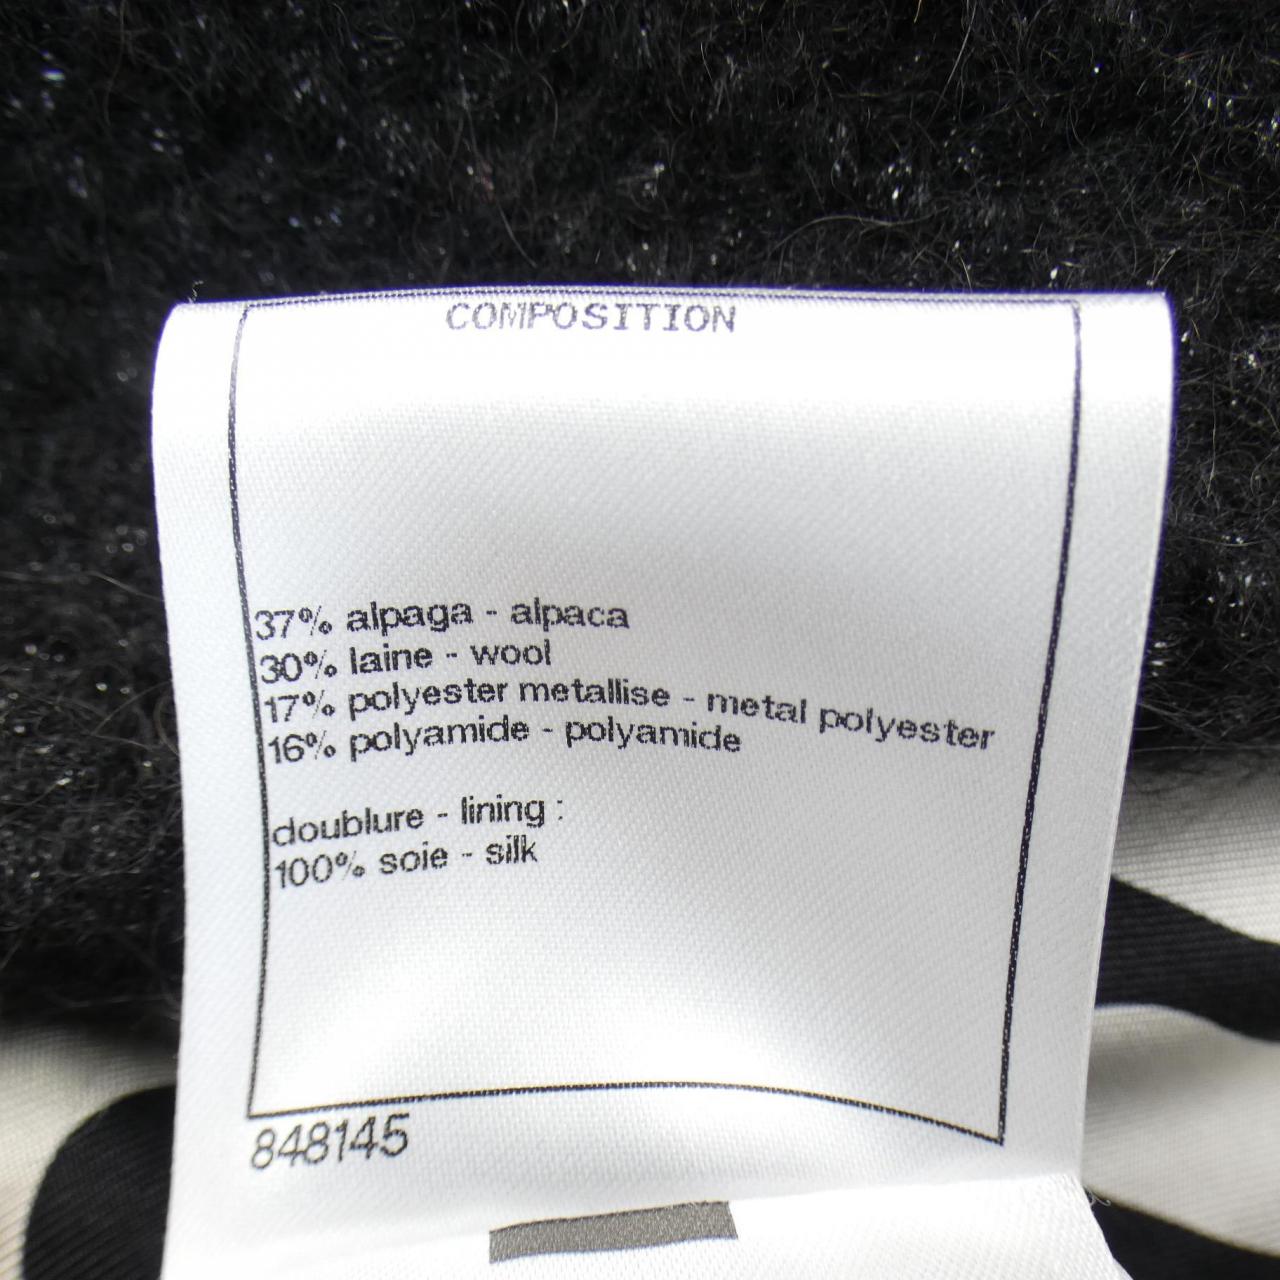 COMPOSITION
37% alpaga - alpaca
30% laine - wool
17% polyester metallise - metal polyester
16% polyamide - polyamide
doublure - lining :
100% soie - silk
848145